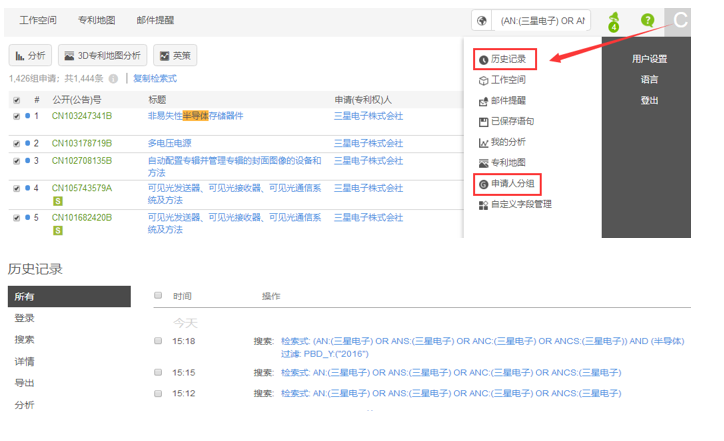 工作空间 专利地图 邮件提醒 (AN:(三星电子) OR AN 4 ? C
分析 3D专利地图分析 英策
1,426组申请；共1,444条 复制检索式
# 公开(公告)号 标题 申请(专利权)人
1 CN103247341B 非易失性半导体存储器件 三星电子株式会社
2 CN103178719B 多电压电源 三星电子株式会社
3 CN102708135B 自动配置专辑并管理专辑的封面图像的设备和 三星电子株式会社
方法
4 CN105743579A 可见光发送器、可见光接收器、可见光通信系 三星电子株式会社
S 统及方法
5 CN101682420B 可见光发送器、可见光接收器、可见光通信系 三星电子株式会社
S 统及方法
历史记录
工作空间
邮件提醒
已保存语句
我的分析
专利地图
G 申请人分组
自定义字段管理
用户设置
语言
登出
历史记录
所有
登录
搜索
详情
导出
分析
时间 操作
今天
15:18 搜索: 检索式: (AN:(三星电子) OR ANS:(三星电子) OR ANC:(三星电子) OR ANCS:(三星电子)) AND (半导体)
过滤: PBD_Y:("2016")
15:15 搜索: 检索式: AN:(三星电子) OR ANS:(三星电子) OR ANC:(三星电子) OR ANCS:(三星电子)
15:12 搜索: 检索式: AN:(三星电子) OR ANS:(三星电子) OR ANC:(三星电子) OR ANCS:(三星电子)